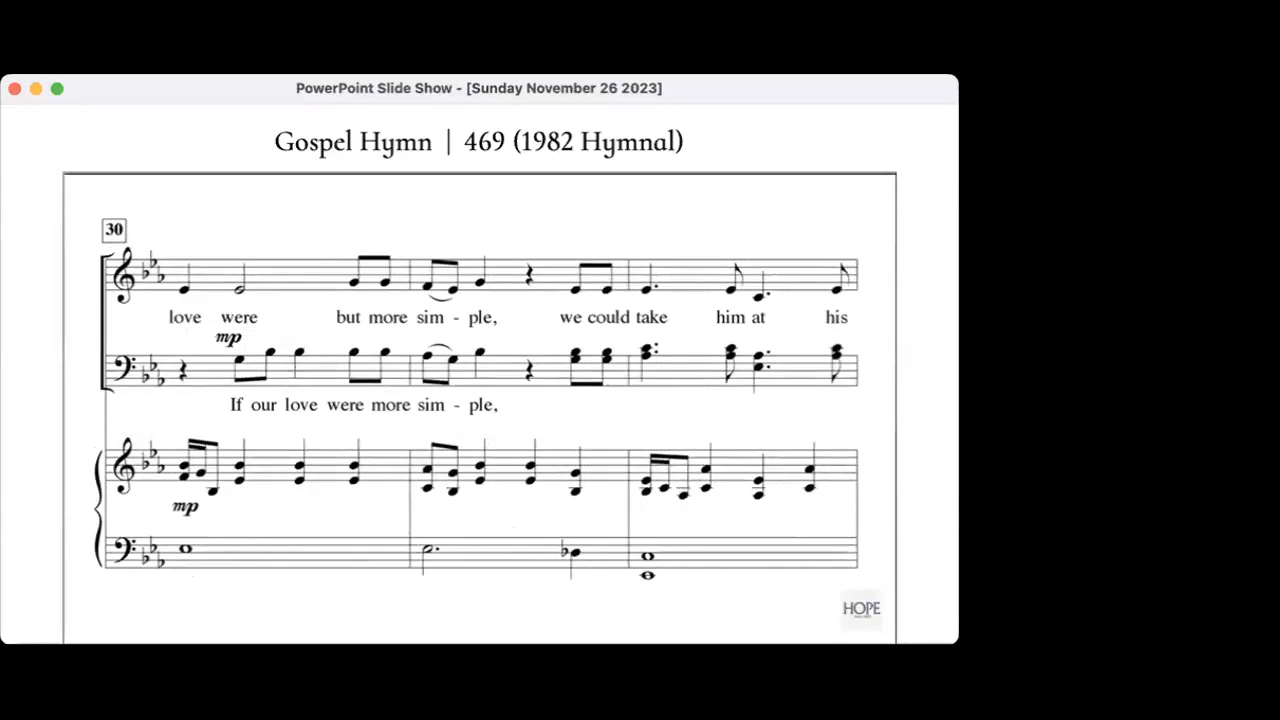 PowerPoint Slide Show - [Sunday November 26 2023]
Gospel Hymn | 469 (1982 Hymnal)
30
love were but more sim - ple, we could take him at his
mp
If our love were more sim - ple,
mp
HOPE